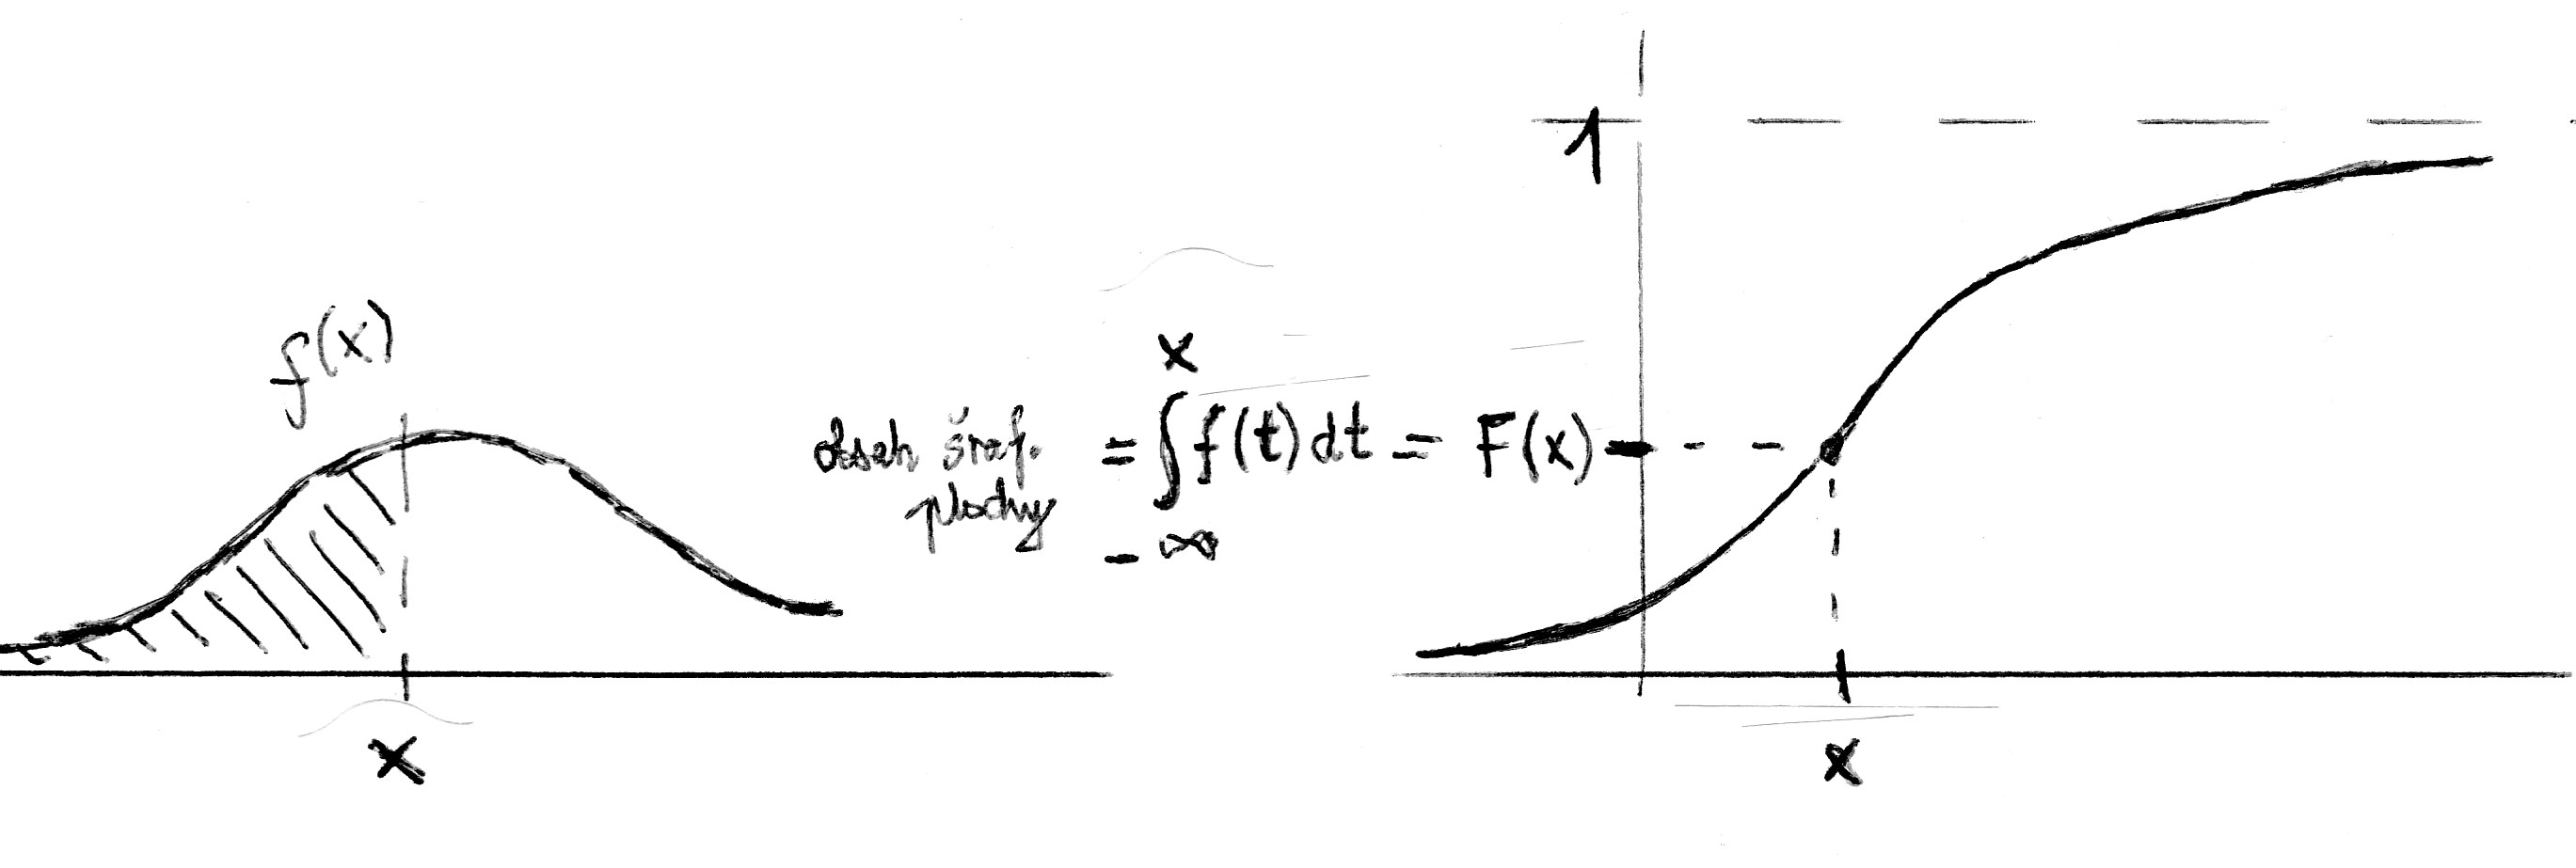 f(x)
x
obsah šraf.
plochy
= ∫ f(t) dt = F(x)
x
- ∞
1
x